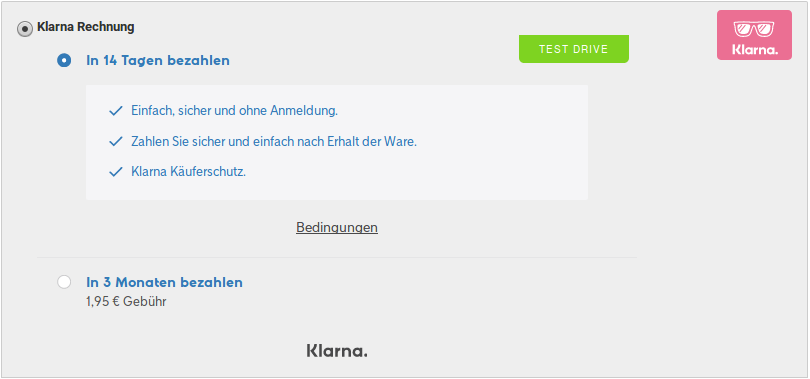 Klarna Rechnung
Klarna.
In 14 Tagen bezahlen
TEST DRIVE
Einfach, sicher und ohne Anmeldung.
Zahlen Sie sicher und einfach nach Erhalt der Ware.
Klarna Käuferschutz.
Bedingungen
In 3 Monaten bezahlen
1,95 € Gebühr
Klarna.